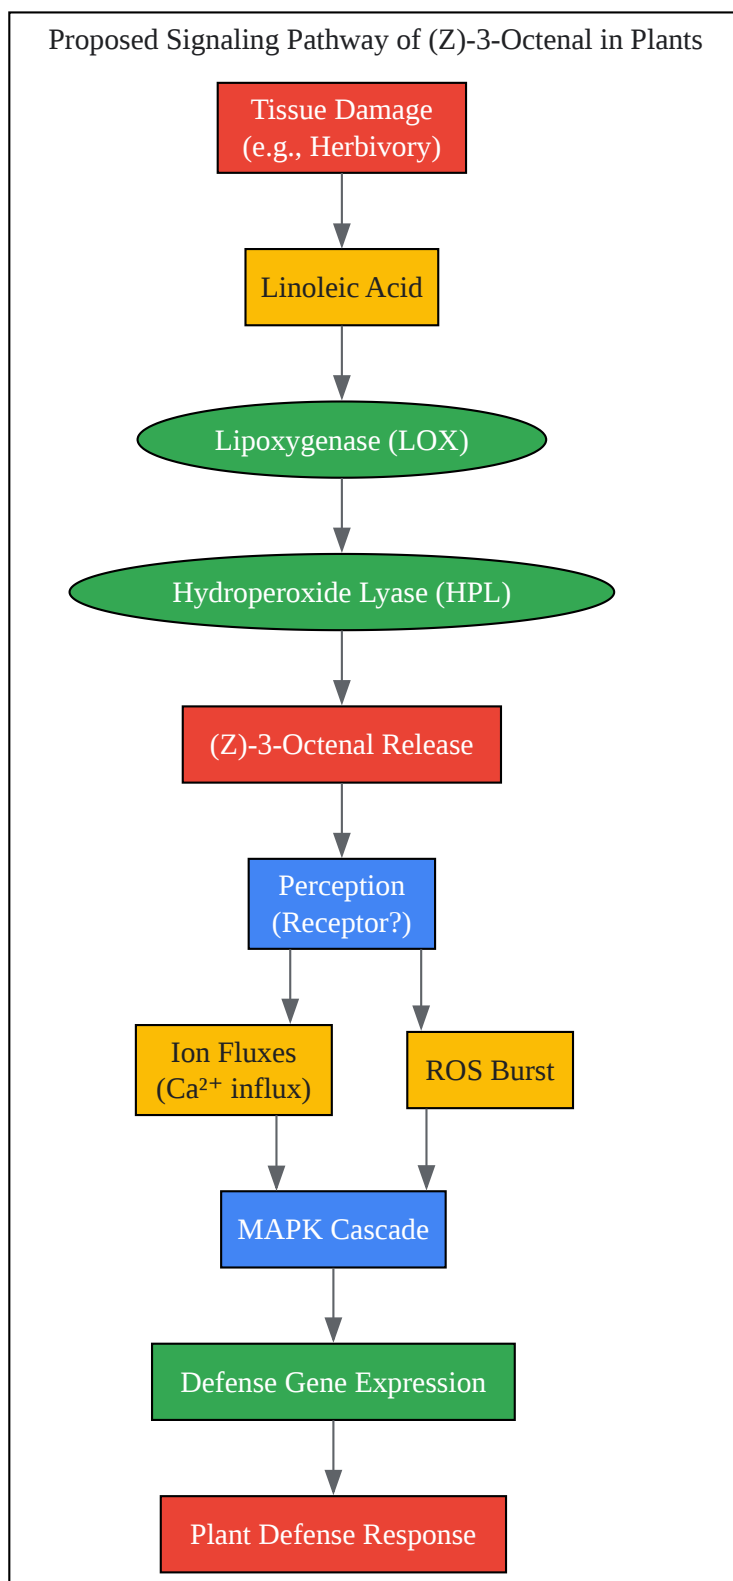 Proposed Signaling Pathway of (Z)-3-Octenal in Plants
Tissue Damage
(e.g., Herbivory)
Linoleic Acid
Lipoxygenase (LOX)
Hydroperoxide Lyase (HPL)
(Z)-3-Octenal Release
Perception
(Receptor?)
Ion Fluxes
(Ca²⁺ influx)
ROS Burst
MAPK Cascade
Defense Gene Expression
Plant Defense Response